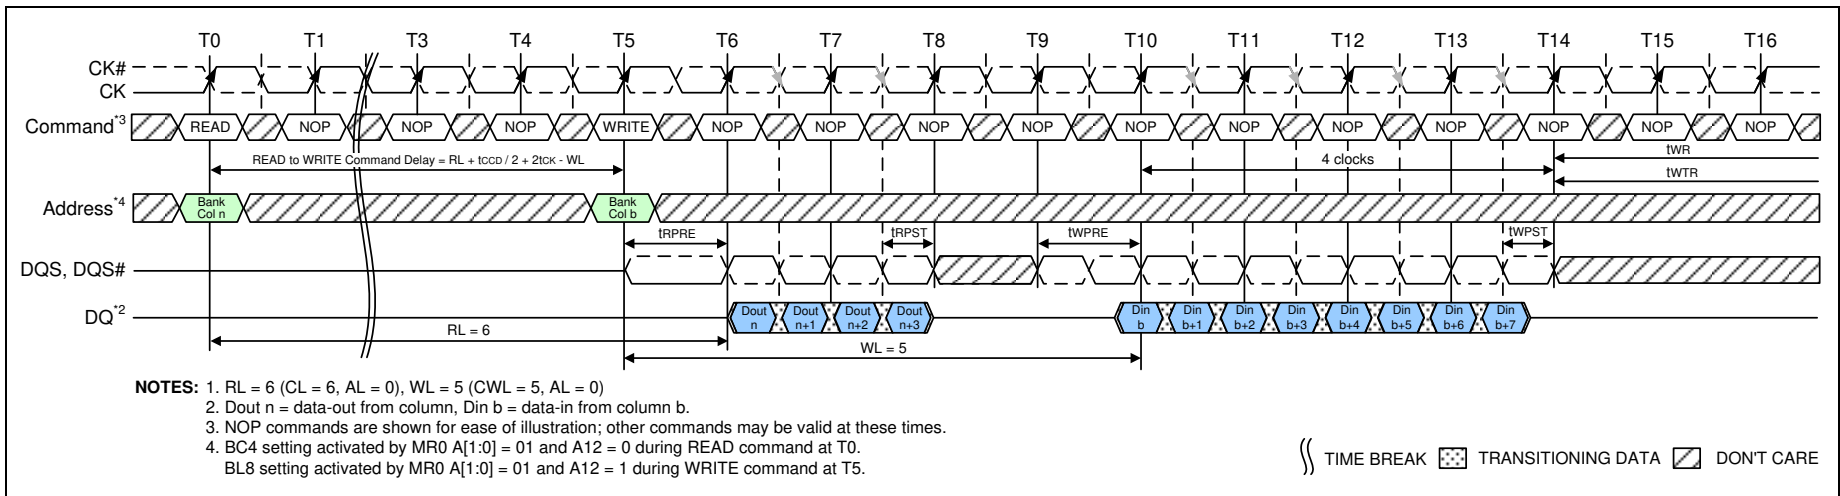 T0 T1 T3 T4 T5 T6 T7 T8 T9 T10 T11 T12 T13 T14 T15 T16
CK#
CK
Command*3 READ NOP NOP NOP WRITE NOP NOP NOP NOP NOP NOP NOP NOP NOP NOP NOP
READ to WRITE Command Delay = RL + tCCD / 2 + 2tCK - WL
4 clocks
tWR
tWTR
Address*4 Bank Col n Bank Col b
tRPRE tRPST tWPRE tWPST
DQS, DQS#
DQ*2 Dout n Dout n+1 Dout n+2 Dout n+3 Din b Din b+1 Din b+2 Din b+3 Din b+4 Din b+5 Din b+6 Din b+7
RL = 6
WL = 5
NOTES: 1. RL = 6 (CL = 6, AL = 0), WL = 5 (CWL = 5, AL = 0)
2. Dout n = data-out from column, Din b = data-in from column b.
3. NOP commands are shown for ease of illustration; other commands may be valid at these times.
4. BC4 setting activated by MR0 A[1:0] = 01 and A12 = 0 during READ command at T0.
BL8 setting activated by MR0 A[1:0] = 01 and A12 = 1 during WRITE command at T5.
TIME BREAK TRANSITIONING DATA DON'T CARE